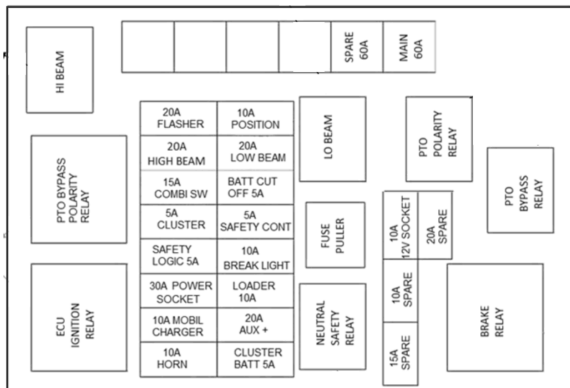 SPARE
60A
MAIN
60A
HI BEAM
20A
FLASHER
10A
POSITION
20A
HIGH BEAM
20A
LOW BEAM
15A
COMBI SW
BATT CUT
OFF 5A
5A
CLUSTER
5A
SAFETY CONT
SAFETY
LOGIC 5A
10A
BREAK LIGHT
30A POWER
SOCKET
LOADER
10A
10A MOBIL
CHARGER
20A
AUX +
10A
HORN
CLUSTER
BATT 5A
LO BEAM
PTO
POLARITY
RELAY
PTO BYPASS
POLARITY
RELAY
PTO
BYPASS
RELAY
FUSE
PULLER
10A
12V SOCKET
20A
SPARE
10A
SPARE
15A
SPARE
ECU
IGNITION
RELAY
NEUTRAL
SAFETY
RELAY
BRAKE
RELAY